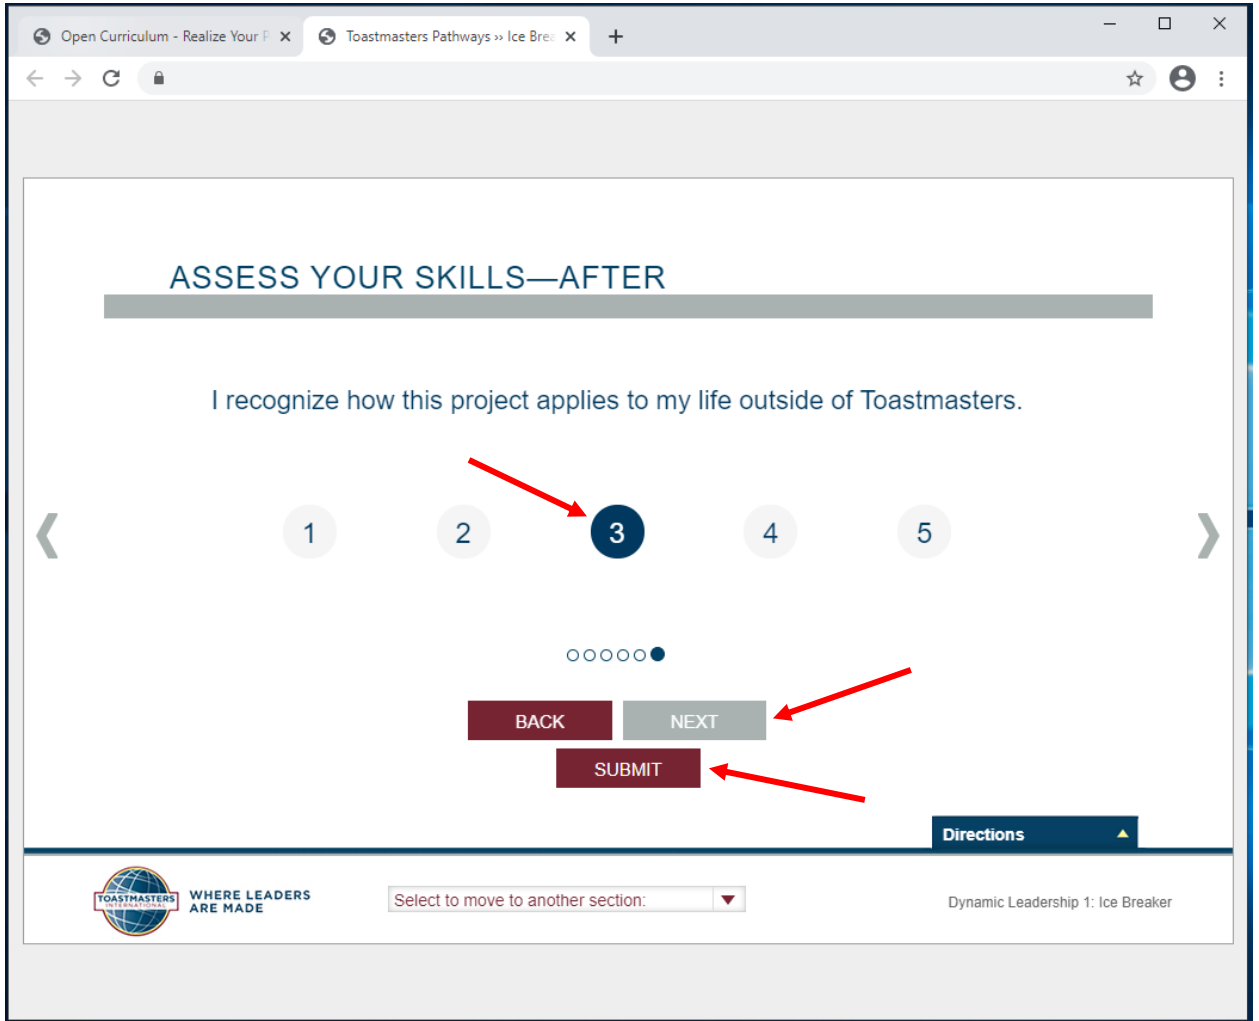 Open Curriculum - Realize Your P
Toastmasters Pathways ›› Ice Brea
ASSESS YOUR SKILLS—AFTER
I recognize how this project applies to my life outside of Toastmasters.
1 2 3 4 5
BACK NEXT
SUBMIT
Directions
TOASTMASTERS
INTERNATIONAL
WHERE LEADERS
ARE MADE
Select to move to another section:
Dynamic Leadership 1: Ice Breaker